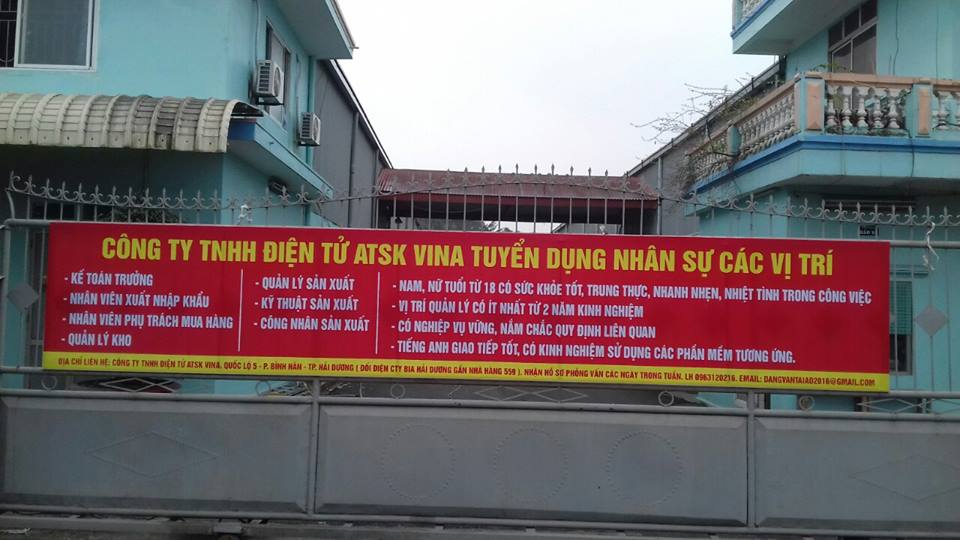 CÔNG TY TNHH ĐIỆN TỬ ATSK VINA TUYỂN DỤNG NHÂN SỰ CÁC VỊ TRÍ
- KẾ TOÁN TRƯỞNG
- NHÂN VIÊN XUẤT NHẬP KHẨU
- NHÂN VIÊN PHỤ TRÁCH MUA HÀNG
- QUẢN LÝ KHO
- QUẢN LÝ SẢN XUẤT
- KỸ THUẬT SẢN XUẤT
- CÔNG NHÂN SẢN XUẤT
- NAM, NỮ TUỔI TỪ 18 CÓ SỨC KHỎE TỐT, TRUNG THỰC, NHANH NHẸN, NHIỆT TÌNH TRONG CÔNG VIỆC
- VỊ TRÍ QUẢN LÝ CÓ ÍT NHẤT TỪ 2 NĂM KINH NGHIỆM
- CÓ NGHIỆP VỤ VỮNG, NẮM CHẮC QUY ĐỊNH LIÊN QUAN
- TIẾNG ANH GIAO TIẾP TỐT, CÓ KINH NGHIỆM SỬ DỤNG CÁC PHẦN MỀM TƯƠNG ỨNG.
ĐỊA CHỈ LIÊN HỆ: CÔNG TY TNHH ĐIỆN TỬ ATSK VINA. QUỐC LỘ 5 - P. BÌNH HÀN - TP. HẢI DƯƠNG ( ĐỐI DIỆN CTY BIA HẢI DƯƠNG GẦN NHÀ HÀNG 559 ). NHẬN HỒ SƠ PHỎNG VẤN CÁC NGÀY TRONG TUẦN. LH 0963120216. EMAIL: DANGVANTAIAD2016@GMAIL.COM